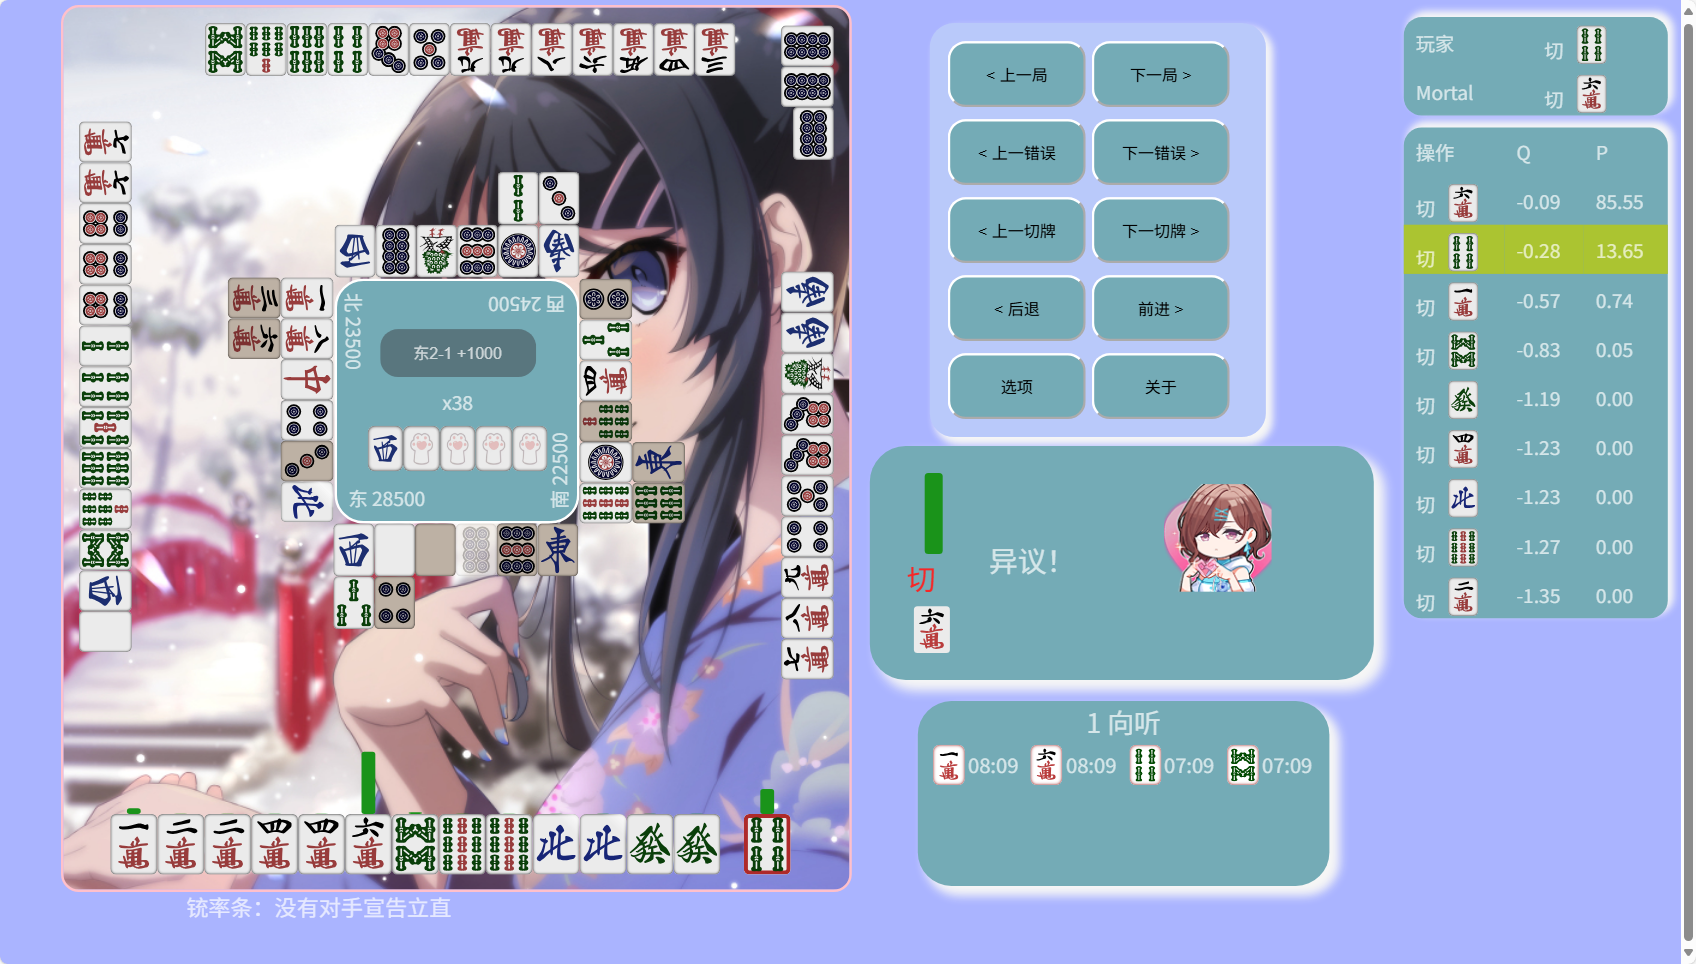 < 上一局
下一局 >
< 上一错误
下一错误 >
< 上一切牌
下一切牌 >
< 后退
前进 >
选项
关于
玩家 切
Mortal 切
操作 Q P
切 -0.09 85.55
切 -0.28 13.65
切 -0.57 0.74
切 -0.83 0.05
切 -1.19 0.00
切 -1.23 0.00
切 -1.23 0.00
切 -1.27 0.00
切 -1.35 0.00
北 23500
西 24500
东2-1 +1000
x38
南 22500
东 28500
异议！
切
1 向听
08:09 08:09 07:09 07:09
铳率条：没有对手宣告立直